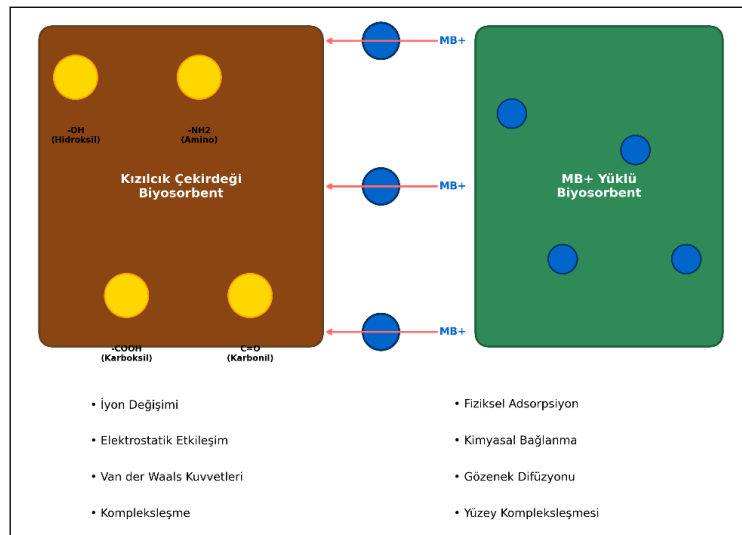 MB+
-OH
(Hidroksil)
-NH2
(Amino)
Kızılcık Çekirdeği
Biyosorbent
MB+
MB+ Yüklü
Biyosorbent
MB+
-COOH
(Karboksil)
C=O
(Karbonil)
• İyon Değişimi
• Elektrostatik Etkileşim
• Van der Waals Kuvvetleri
• Kompleksleşme
• Fiziksel Adsorpsiyon
• Kimyasal Bağlanma
• Gözenek Difüzyonu
• Yüzey Kompleksleşmesi